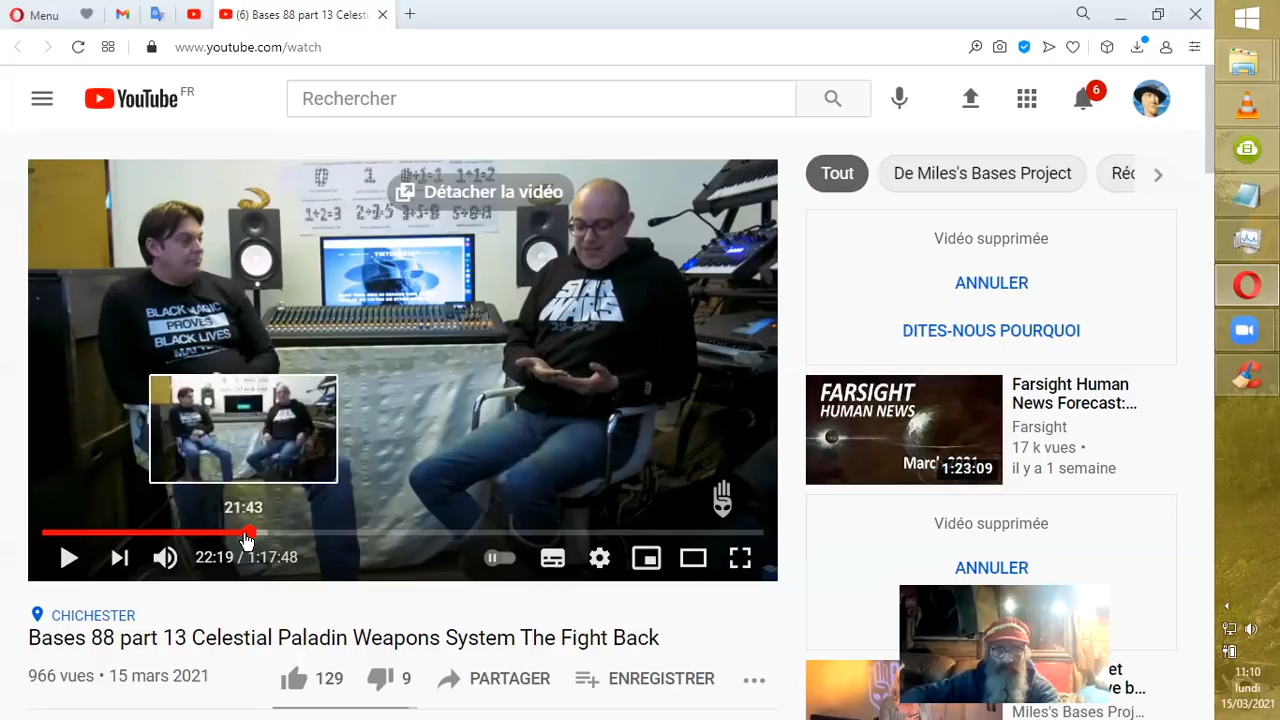 Menu
(6) Bases 88 part 13 Celesti
www.youtube.com/watch
YouTube FR
Rechercher
6
Détacher la vidéo
BLACK MAGIC
PROVES
BLACK LIVES
STAR
WARS
21:43
22:19 / 1:17:48
CHICHESTER
Bases 88 part 13 Celestial Paladin Weapons System The Fight Back
966 vues • 15 mars 2021
129
9
PARTAGER
ENREGISTRER
Tout
De Miles's Bases Project
Réc
Vidéo supprimée
ANNULER
DITES-NOUS POURQUOI
FARSIGHT
HUMAN NEWS
1:23:09
Farsight Human
News Forecast:...
Farsight
17 k vues •
il y a 1 semaine
Vidéo supprimée
ANNULER
et
ve b...
Miles's Bases Proj...
11:10
lundi
15/03/2021